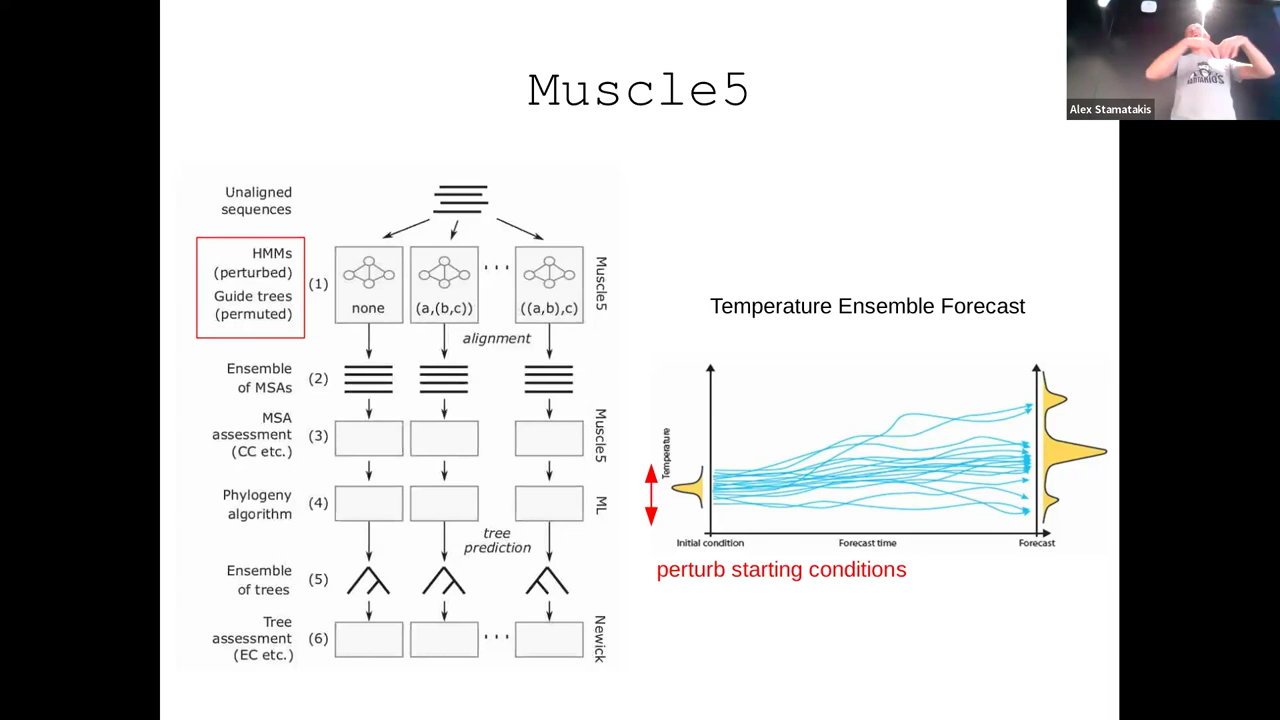 Muscle5
Alex Stamatakis
Unaligned
sequences
HMMs
(perturbed)
Guide trees
(permuted)
(1)
none
(a,(b,c))
...
((a,b),c)
Muscle5
alignment
Ensemble
of MSAs
(2)
MSA
assessment
(CC etc.)
(3)
Muscle5
Phylogeny
algorithm
(4)
ML
tree
prediction
Ensemble
of trees
(5)
Tree
assessment
(EC etc.)
(6)
...
Newick
Temperature Ensemble Forecast
Temperature
Initial condition
Forecast time
Forecast
perturb starting conditions